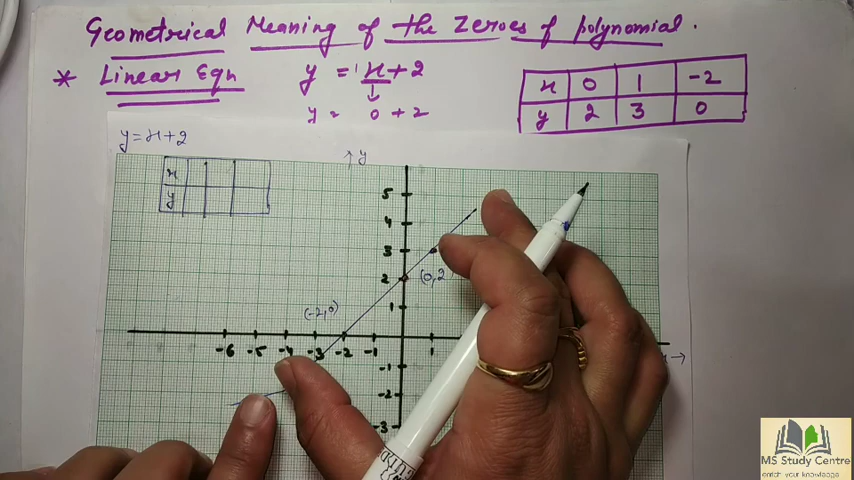 Geometrical Meaning of the Zeroes of polynomial.
* Linear Eqn
y = 1x + 2
y = 0 + 2
x 0 1 -2
y 2 3 0
y = x + 2
x
y
↑ y
5
4
3
2 (0,2
1
(-2,0)
-6 -5 -4 -3 -2 -1 1
x →
-1
-2
-3
MS Study Centre
enrich your knowledge